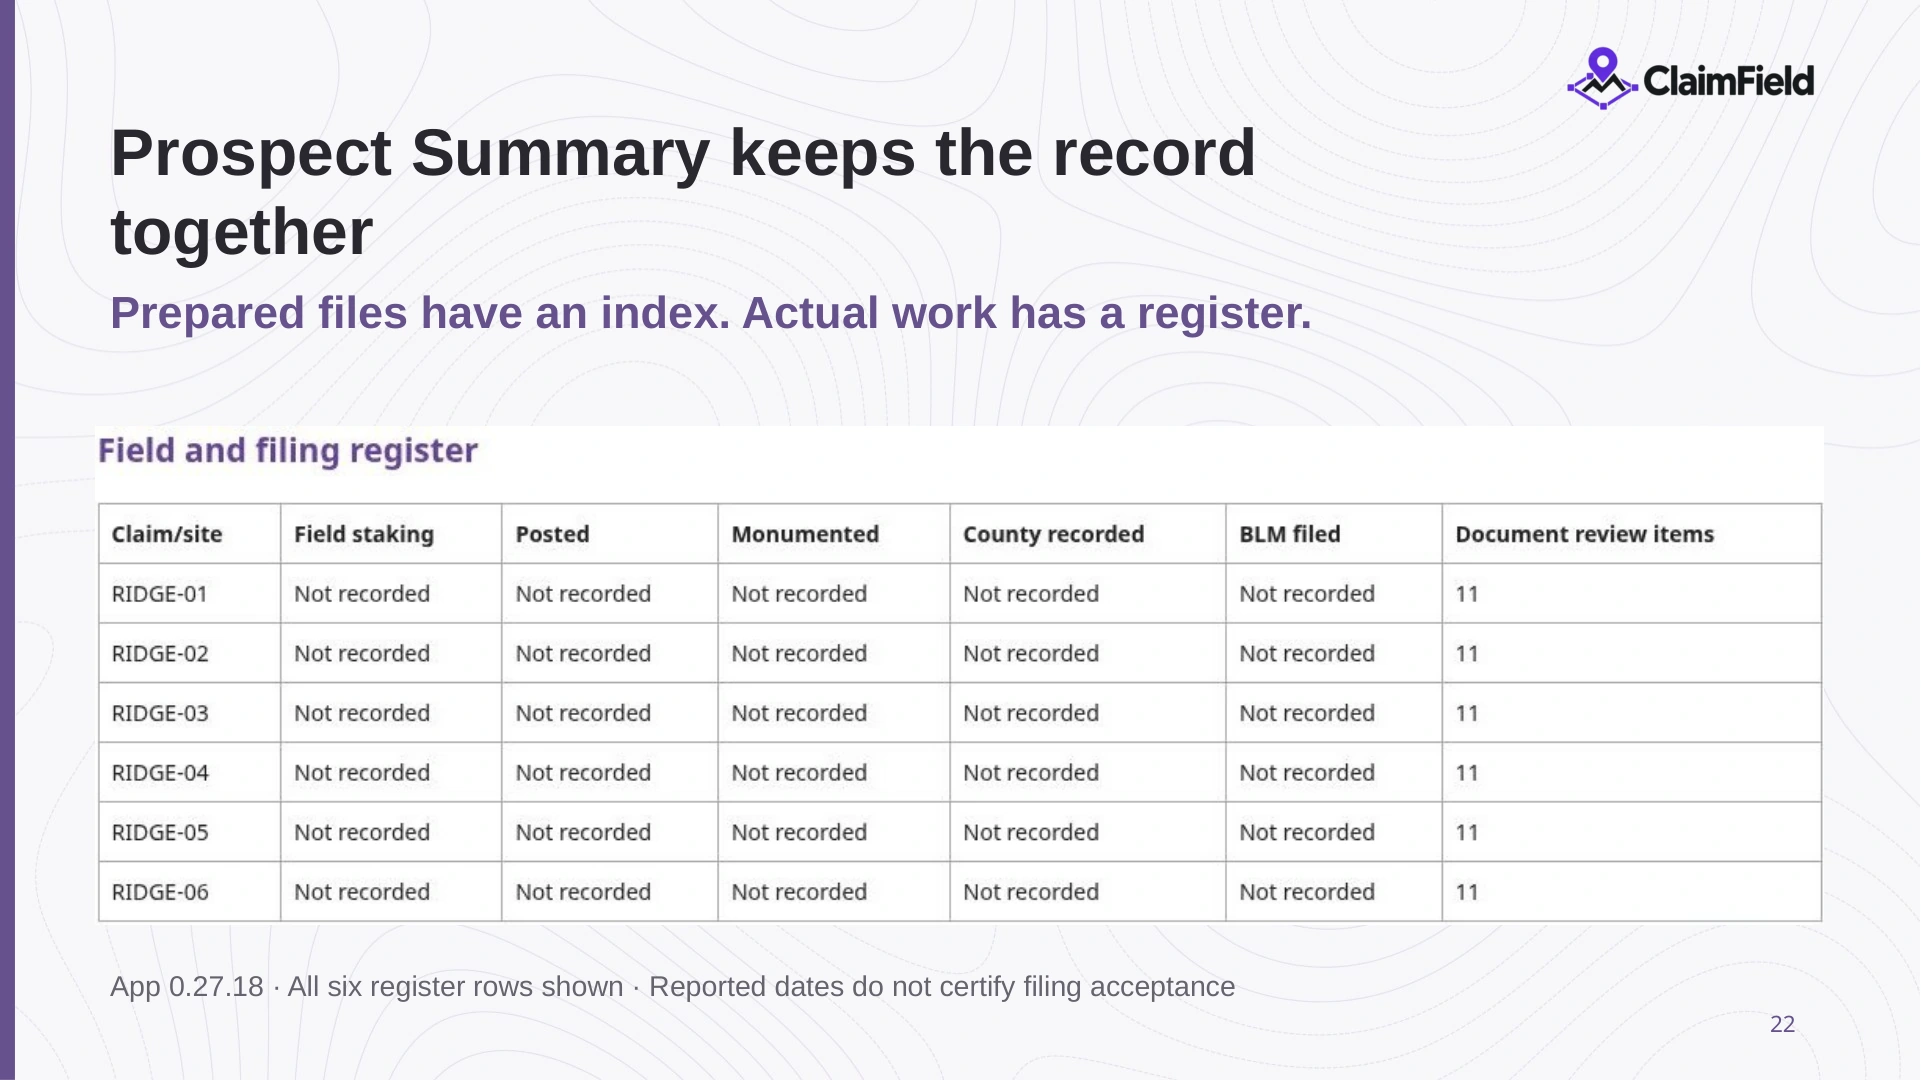 ClaimField
Prospect Summary keeps the record
together
Prepared files have an index. Actual work has a register.
Field and filing register
Claim/site Field staking Posted Monumented County recorded BLM filed Document review items
RIDGE-01 Not recorded Not recorded Not recorded Not recorded Not recorded 11
RIDGE-02 Not recorded Not recorded Not recorded Not recorded Not recorded 11
RIDGE-03 Not recorded Not recorded Not recorded Not recorded Not recorded 11
RIDGE-04 Not recorded Not recorded Not recorded Not recorded Not recorded 11
RIDGE-05 Not recorded Not recorded Not recorded Not recorded Not recorded 11
RIDGE-06 Not recorded Not recorded Not recorded Not recorded Not recorded 11
App 0.27.18 · All six register rows shown · Reported dates do not certify filing acceptance
22